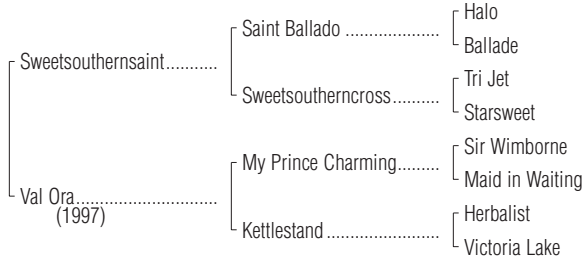 Halo
Saint Ballado ....................
Ballade
Sweetsouthernsaint...........
Tri Jet
Sweetsoutherncross..........
Starsweet
Sir Wimborne
My Prince Charming.........
Maid in Waiting
Val Ora..............................
(1997)
Herbalist
Kettlestand .......................
Victoria Lake